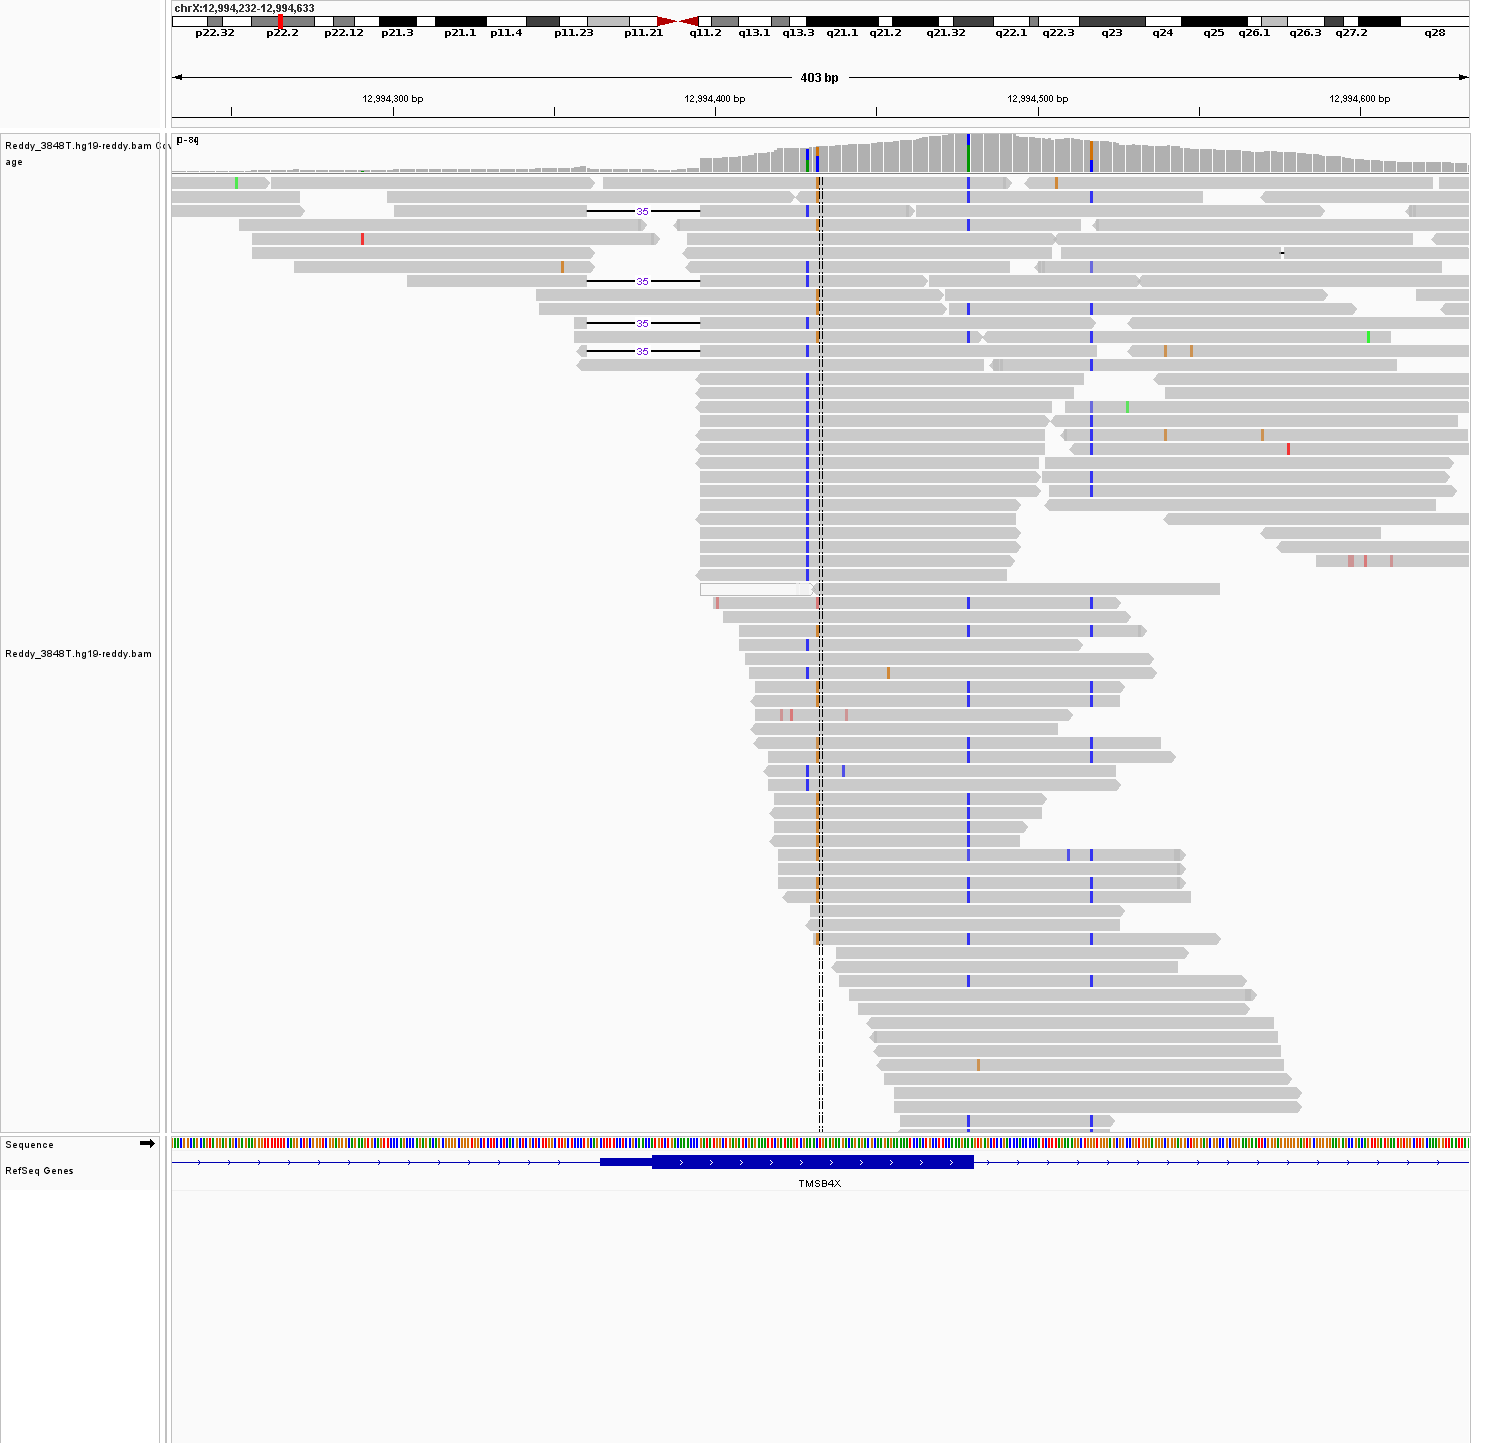 chrX:12,994,232-12,994,633
p22.32 p22.2 p22.12 p21.3 p21.1 p11.4 p11.23 p11.21 q11.2 q13.1 q13.3 q21.1 q21.2 q21.32 q22.1 q22.3 q23 q24 q25 q26.1 q26.3 q27.2 q28
403 bp
12,994,300 bp 12,994,400 bp 12,994,500 bp 12,994,600 bp
Reddy_3848T.hg19-reddy.bam Cov
age
35
35
35
35
Reddy_3848T.hg19-reddy.bam
Sequence
RefSeq Genes
TMSB4X